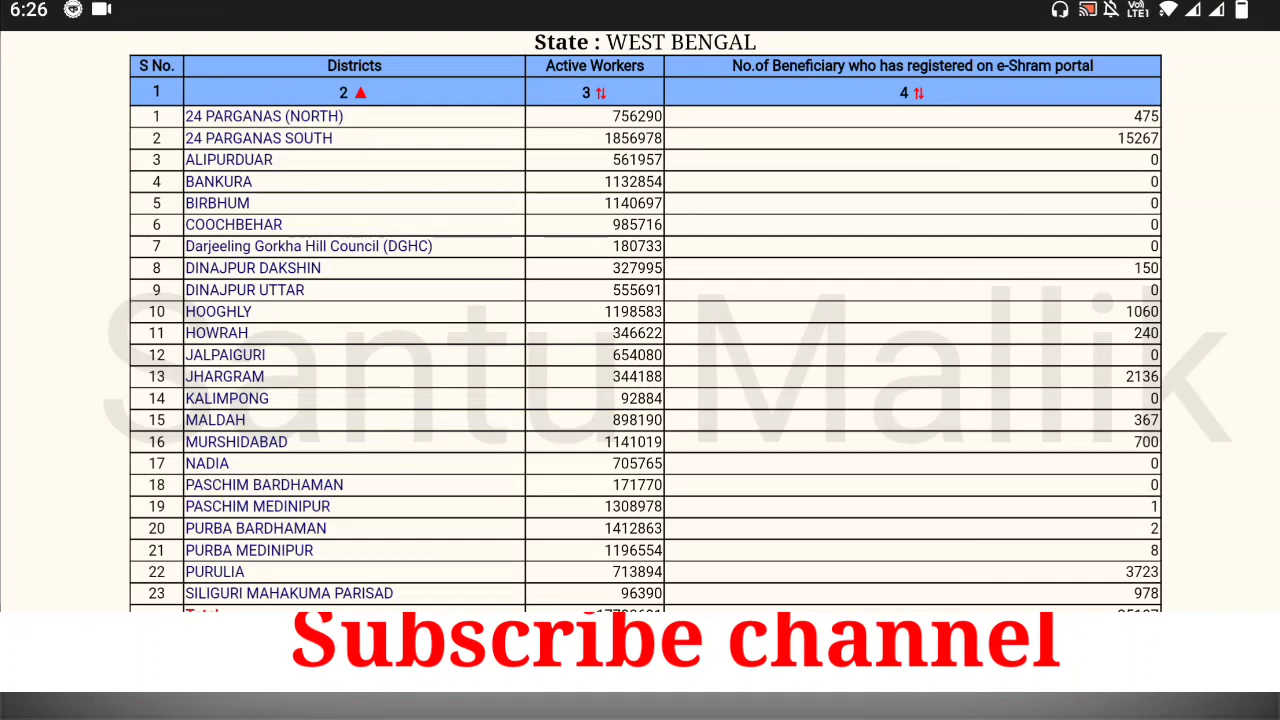 6:26
VoJ LTE1
State : WEST BENGAL
S No. Districts Active Workers No.of Beneficiary who has registered on e-Shram portal
1 2 3 4
1 24 PARGANAS (NORTH) 756290 475
2 24 PARGANAS SOUTH 1856978 15267
3 ALIPURDUAR 561957 0
4 BANKURA 1132854 0
5 BIRBHUM 1140697 0
6 COOCHBEHAR 985716 0
7 Darjeeling Gorkha Hill Council (DGHC) 180733 0
8 DINAJPUR DAKSHIN 327995 150
9 DINAJPUR UTTAR 555691 0
10 HOOGHLY 1198583 1060
11 HOWRAH 346622 240
12 JALPAIGURI 654080 0
13 JHARGRAM 344188 2136
14 KALIMPONG 92884 0
15 MALDAH 898190 367
16 MURSHIDABAD 1141019 700
17 NADIA 705765 0
18 PASCHIM BARDHAMAN 171770 0
19 PASCHIM MEDINIPUR 1308978 1
20 PURBA BARDHAMAN 1412863 2
21 PURBA MEDINIPUR 1196554 8
22 PURULIA 713894 3723
23 SILIGURI MAHAKUMA PARISAD 96390 978
Santu Mallik
Subscribe channel